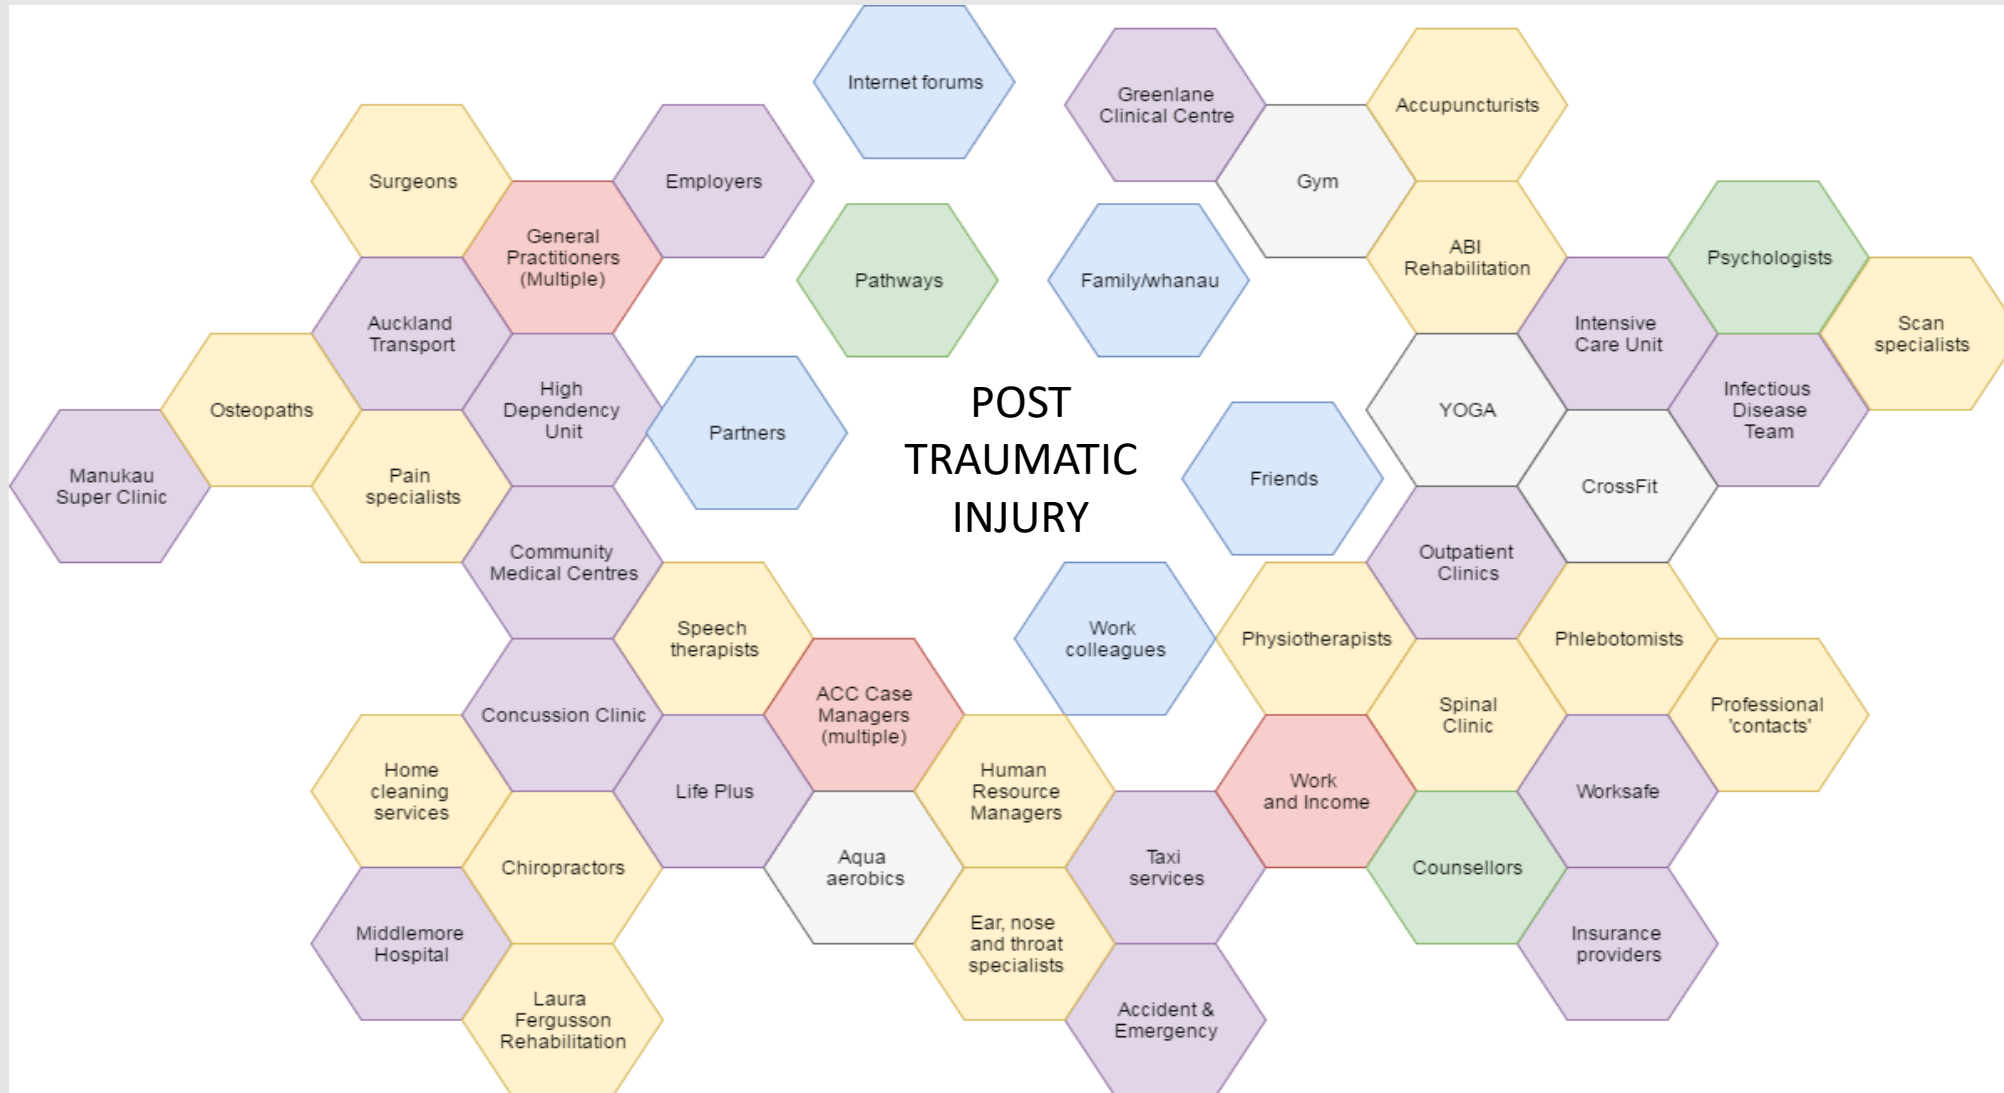 Internet forums
Greenlane
Clinical Centre
Accupuncturists
Surgeons
Employers
Gym
General
Practitioners
(Multiple)
Pathways
Family/whanau
ABI
Rehabilitation
Psychologists
Auckland
Transport
Intensive
Care Unit
Scan
specialists
Osteopaths
High
Dependency
Unit
Partners
POST
TRAUMATIC
INJURY
YOGA
Infectious
Disease
Team
Manukau
Super Clinic
Pain
specialists
Friends
CrossFit
Community
Medical Centres
Outpatient
Clinics
Speech
therapists
Work
colleagues
Physiotherapists
Phlebotomists
Concussion Clinic
ACC Case
Managers
(multiple)
Spinal
Clinic
Professional
'contacts'
Home
cleaning
services
Life Plus
Human
Resource
Managers
Work
and Income
Worksafe
Chiropractors
Aqua
aerobics
Taxi
services
Counsellors
Middlemore
Hospital
Ear, nose
and throat
specialists
Insurance
providers
Laura
Fergusson
Rehabilitation
Accident &
Emergency